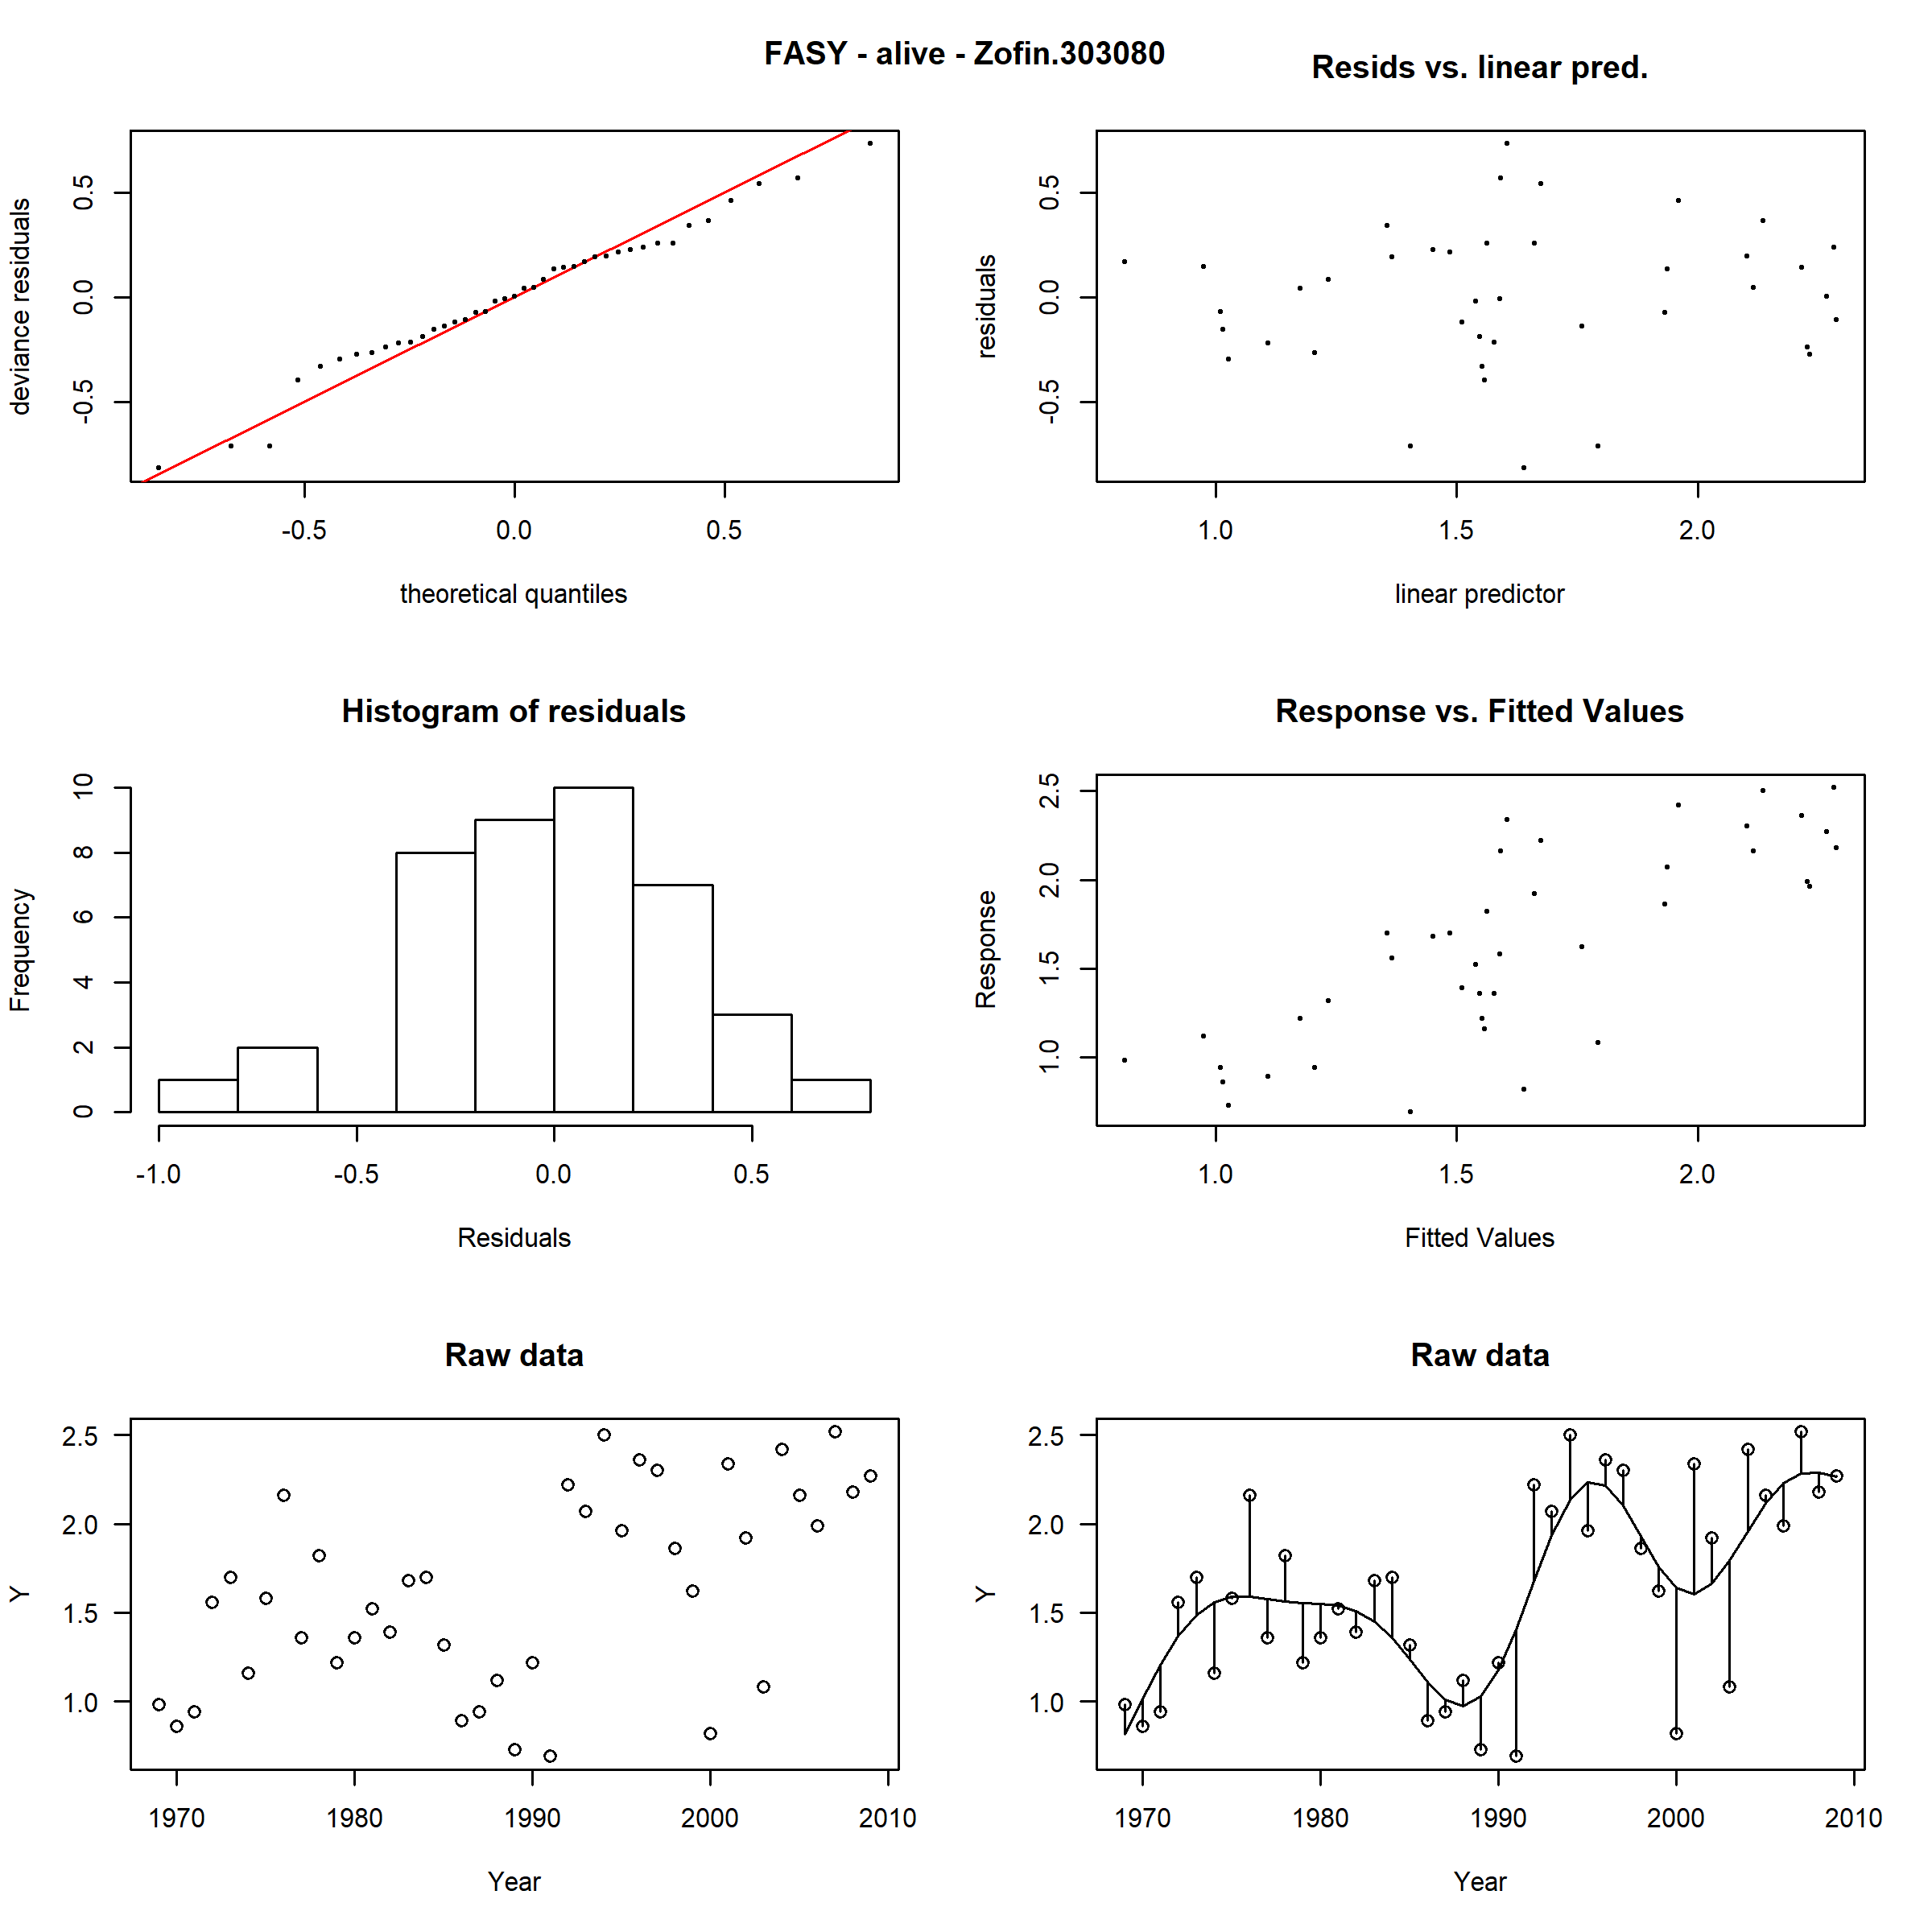 FASY - alive - Zofin.303080
Resids vs. linear pred.
deviance residuals
0.5
0.0
-0.5
-0.5 0.0 0.5
theoretical quantiles
residuals
0.5
0.0
-0.5
1.0 1.5 2.0
linear predictor
Histogram of residuals
Frequency
10
8
6
4
2
0
-1.0 -0.5 0.0 0.5
Residuals
Response vs. Fitted Values
Response
2.5
2.0
1.5
1.0
1.0 1.5 2.0
Fitted Values
Raw data
Y
2.5
2.0
1.5
1.0
1970 1980 1990 2000 2010
Year
Raw data
Y
2.5
2.0
1.5
1.0
1970 1980 1990 2000 2010
Year